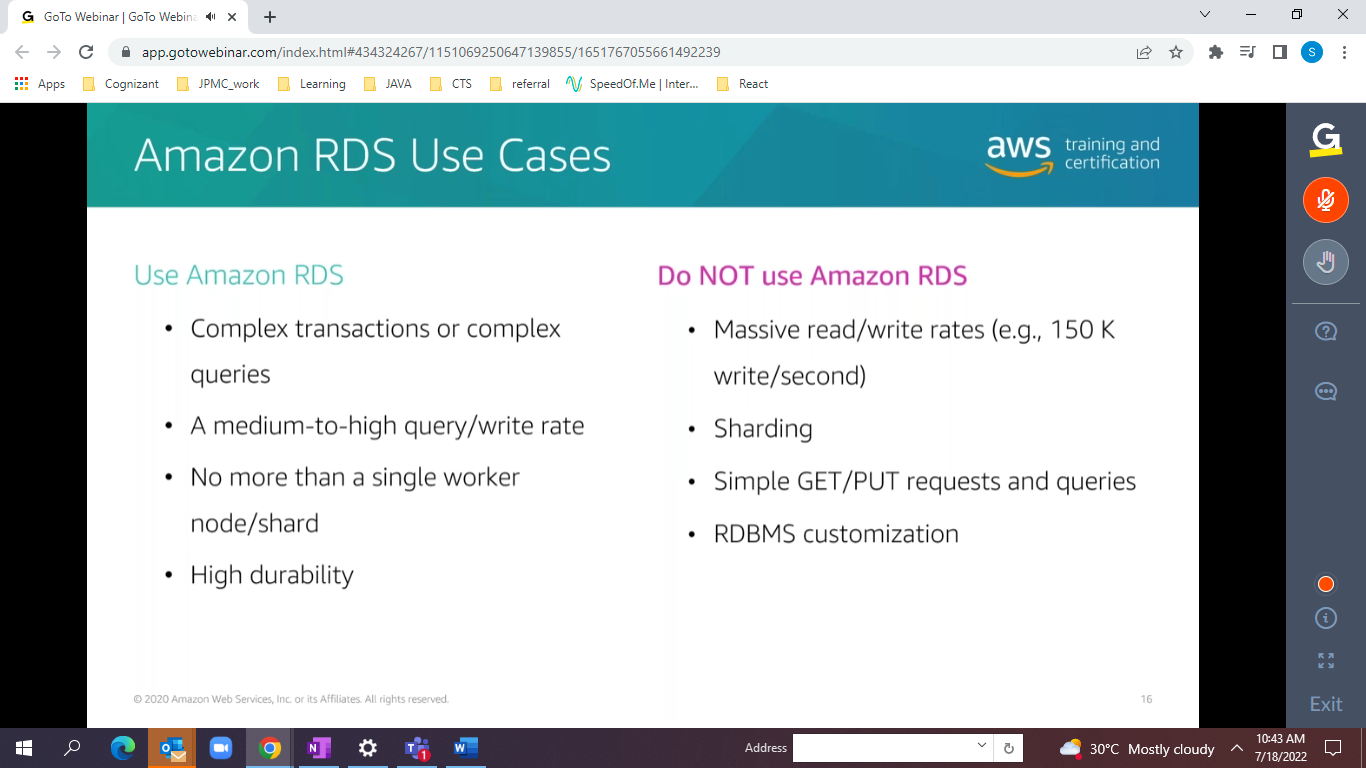 GoTo Webinar | GoTo Webina
app.gotowebinar.com/index.html#434324267/1151069250647139855/1651767055661492239
S
Apps Cognizant JPMC_work Learning JAVA CTS referral SpeedOf.Me | Inter... React
Amazon RDS Use Cases
aws training and
certification
Use Amazon RDS
• Complex transactions or complex
queries
• A medium-to-high query/write rate
• No more than a single worker
node/shard
• High durability
Do NOT use Amazon RDS
• Massive read/write rates (e.g., 150 K
write/second)
• Sharding
• Simple GET/PUT requests and queries
• RDBMS customization
© 2020 Amazon Web Services, Inc. or its Affiliates. All rights reserved.
16
Exit
Address
30°C Mostly cloudy
10:43 AM
7/18/2022